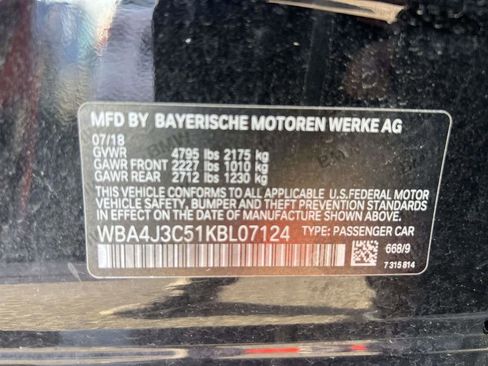 MFD BY BAYERISCHE MOTOREN WERKE AG
07/18
GVWR 4795 lbs 2175 kg
GAWR FRONT 2227 lbs 1010 kg
GAWR REAR 2712 lbs 1230 kg
THIS VEHICLE CONFORMS TO ALL APPLICABLE U.S. FEDERAL MOTOR
VEHICLE SAFETY, BUMPER AND THEFT PREVENTION STANDARDS
IN EFFECT ON THE DATE OF MANUFACTURE SHOWN ABOVE.
WBA4J3C51KBL07124 TYPE: PASSENGER CAR
668/9
7 315 814